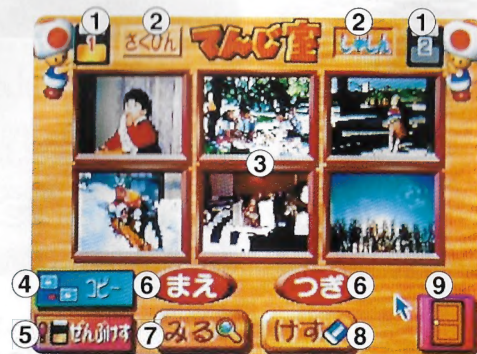 ① ② ② ①
1 さくひん てんじ室 しゃしん 2
③
④ コピー ⑥ まえ つぎ ⑥ ⑨
⑤ ぜんぶけす ⑦ みる けす ⑧